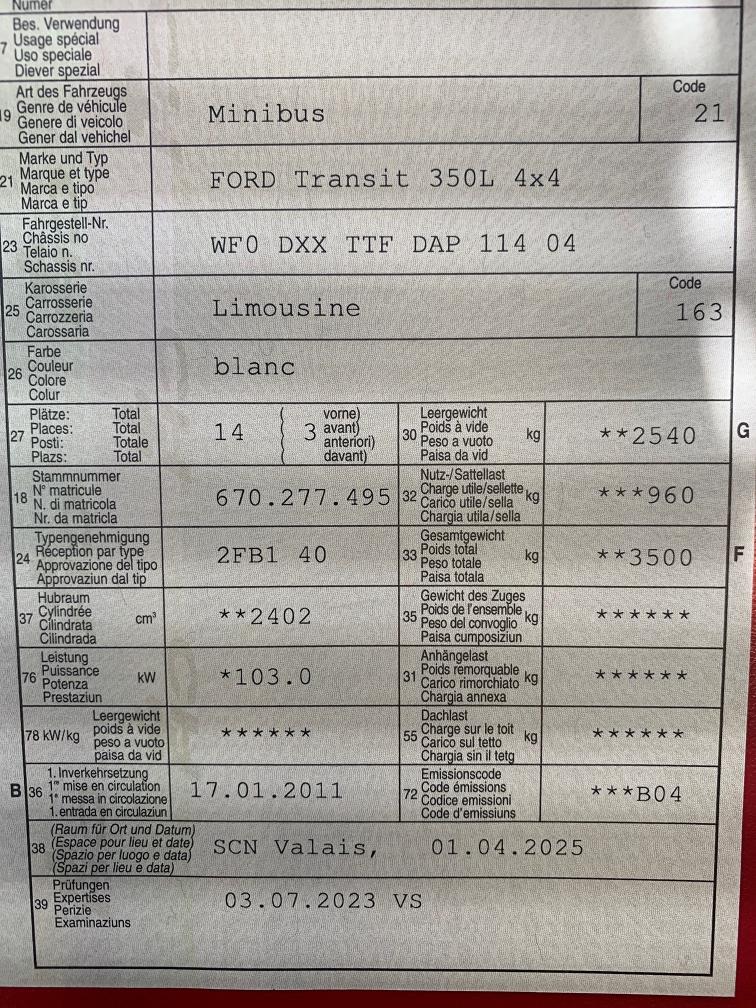 Numér
Bes. Verwendung
17 Usage spécial
Uso speciale
Diever spezial
Art des Fahrzeugs
Code
19 Genre de véhicule Minibus 21
Genere di veicolo
Gener dal vehichel
Marke und Typ
21 Marque et type FORD Transit 350L 4x4
Marca e tipo
Marca e tip
Fahrgestell-Nr.
23 Châssis no WF0 DXX TTF DAP 114 04
Telaio n.
Schassis nr.
Karosserie
Code
25 Carrosserie Limousine 163
Carrozzeria
Carossaria
Farbe
26 Couleur blanc
Colore
Colur
Plätze: Total ( vorne) Leergewicht
27 Places: Total 14 3 avant) 30 Poids à vide kg **2540 G
Posti: Totale anteriori) Peso a vuoto
Plazs: Total ( davant) Paisa da vid
Stammnummer Nutz-/Sattellast
18 N° matricule 670.277.495 32 Charge utile/sellette kg ***960
N. di matricola Carico utile/sella
Nr. da matricla Chargia utila/sella
Typengenehmigung Gesamtgewicht
24 Réception par type 2FB1 40 33 Poids total kg **3500 F
Approvazione del tipo Peso totale
Approvaziun dal tip Paisa totala
Hubraum Gewicht des Zuges
37 Cylindrée cm³ **2402 35 Poids de l'ensemble kg ******
Cilindrata Peso del convoglio
Cilindrada Paisa cumposiziun
Leistung Anhängelast
76 Puissance kW *103.0 31 Poids remorquable kg ******
Potenza Carico rimorchiato
Prestaziun Chargia annexa
Leergewicht Dachlast
78 kW/kg poids à vide ****** 55 Charge sur le toit kg ******
peso a vuoto Carico sul tetto
paisa da vid Chargia sin il tetg
1. Inverkehrsetzung Emissionscode
B 36 1re mise en circulation 17.01.2011 72 Code émissions ***B04
1a messa in circolazione Codice emissioni
1. entrada en circulaziun Code d'emissiuns
(Raum für Ort und Datum)
38 (Espace pour lieu et date) SCN Valais, 01.04.2025
(Spazio per luogo e data)
(Spazi per lieu e data)
Prüfungen
39 Expertises 03.07.2023 VS
Perizie
Examinaziuns